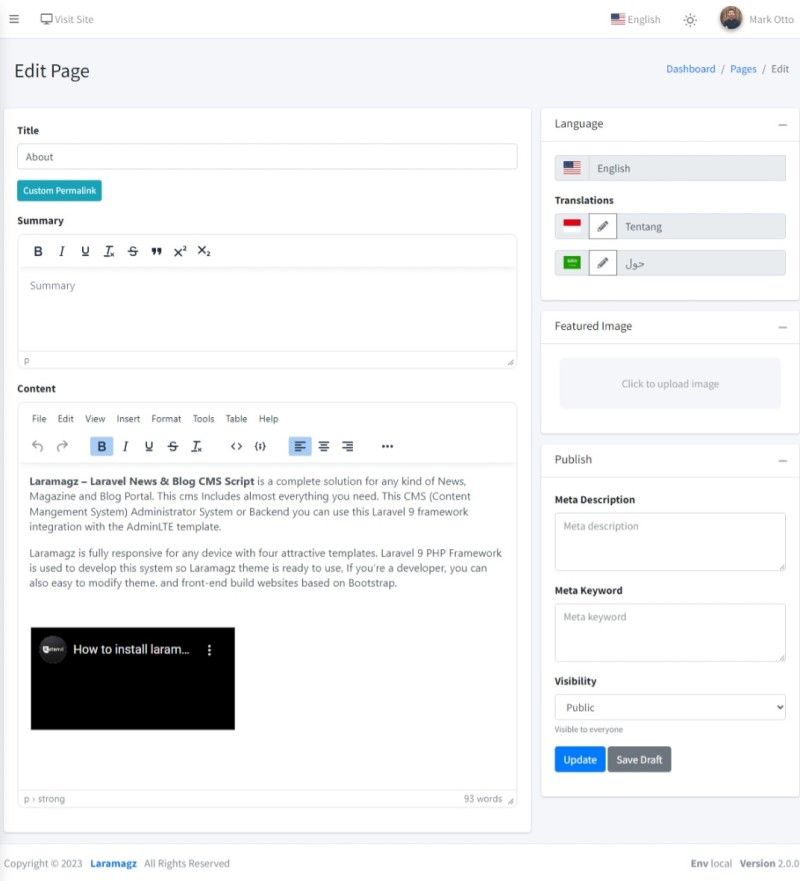 Visit Site
English
Mark Otto
Edit Page
Dashboard / Pages / Edit
Title
About
Custom Permalink
Summary
B I U Tx S X² X₂
Summary
p
Content
File Edit View Insert Format Tools Table Help
B I U S Tx
Laramagz – Laravel News & Blog CMS Script is a complete solution for any kind of News,
Magazine and Blog Portal. This cms Includes almost everything you need. This CMS (Content
Mangement System) Administrator System or Backend you can use this Laravel 9 framework
integration with the AdminLTE template.
Laramagz is fully responsive for any device with four attractive templates. Laravel 9 PHP Framework
is used to develop this system so Laramagz theme is ready to use, If you're a developer, you can
also easy to modify theme. and front-end build websites based on Bootstrap.
How to install laram...
p › strong
93 words
Language
English
Translations
Tentang
حول
Featured Image
Click to upload image
Publish
Meta Description
Meta description
Meta Keyword
Meta keyword
Visibility
Public
Visible to everyone
Update
Save Draft
Copyright © 2023 Laramagz All Rights Reserved
Env local Version 2.0.0